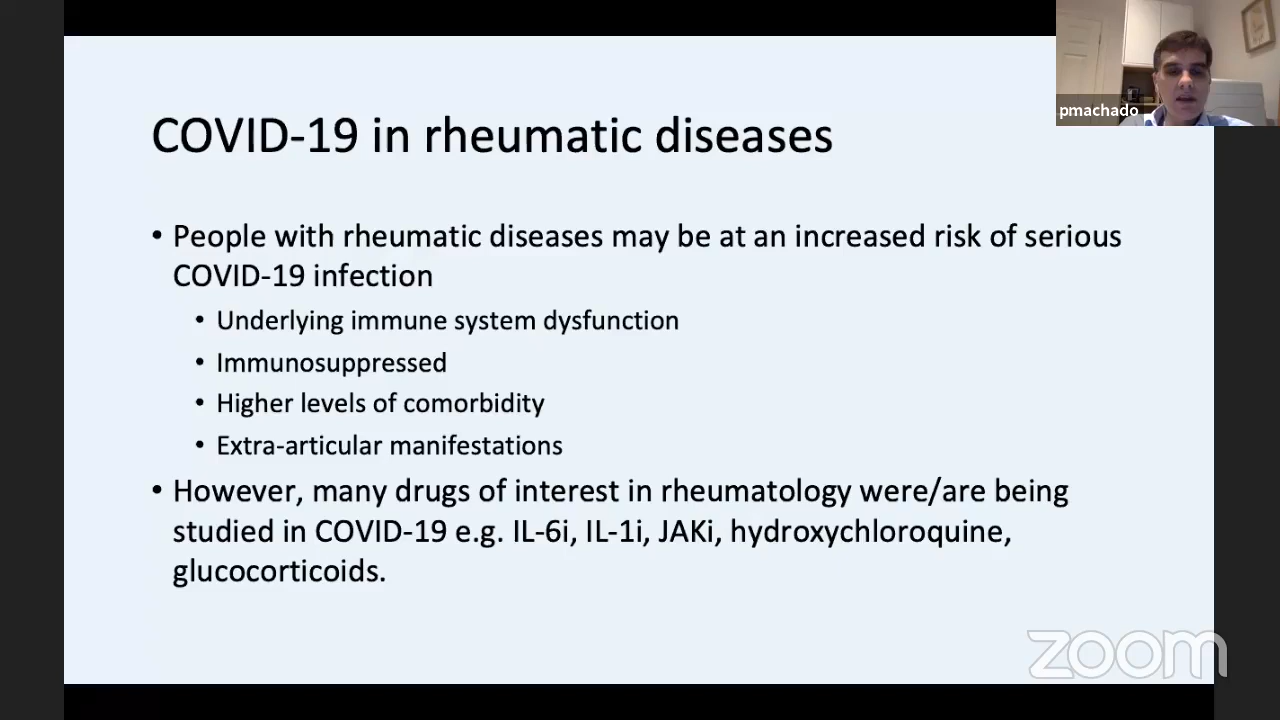 pmachado
COVID-19 in rheumatic diseases
• People with rheumatic diseases may be at an increased risk of serious
COVID-19 infection
• Underlying immune system dysfunction
• Immunosuppressed
• Higher levels of comorbidity
• Extra-articular manifestations
• However, many drugs of interest in rheumatology were/are being
studied in COVID-19 e.g. IL-6i, IL-1i, JAKi, hydroxychloroquine,
glucocorticoids.
zoom